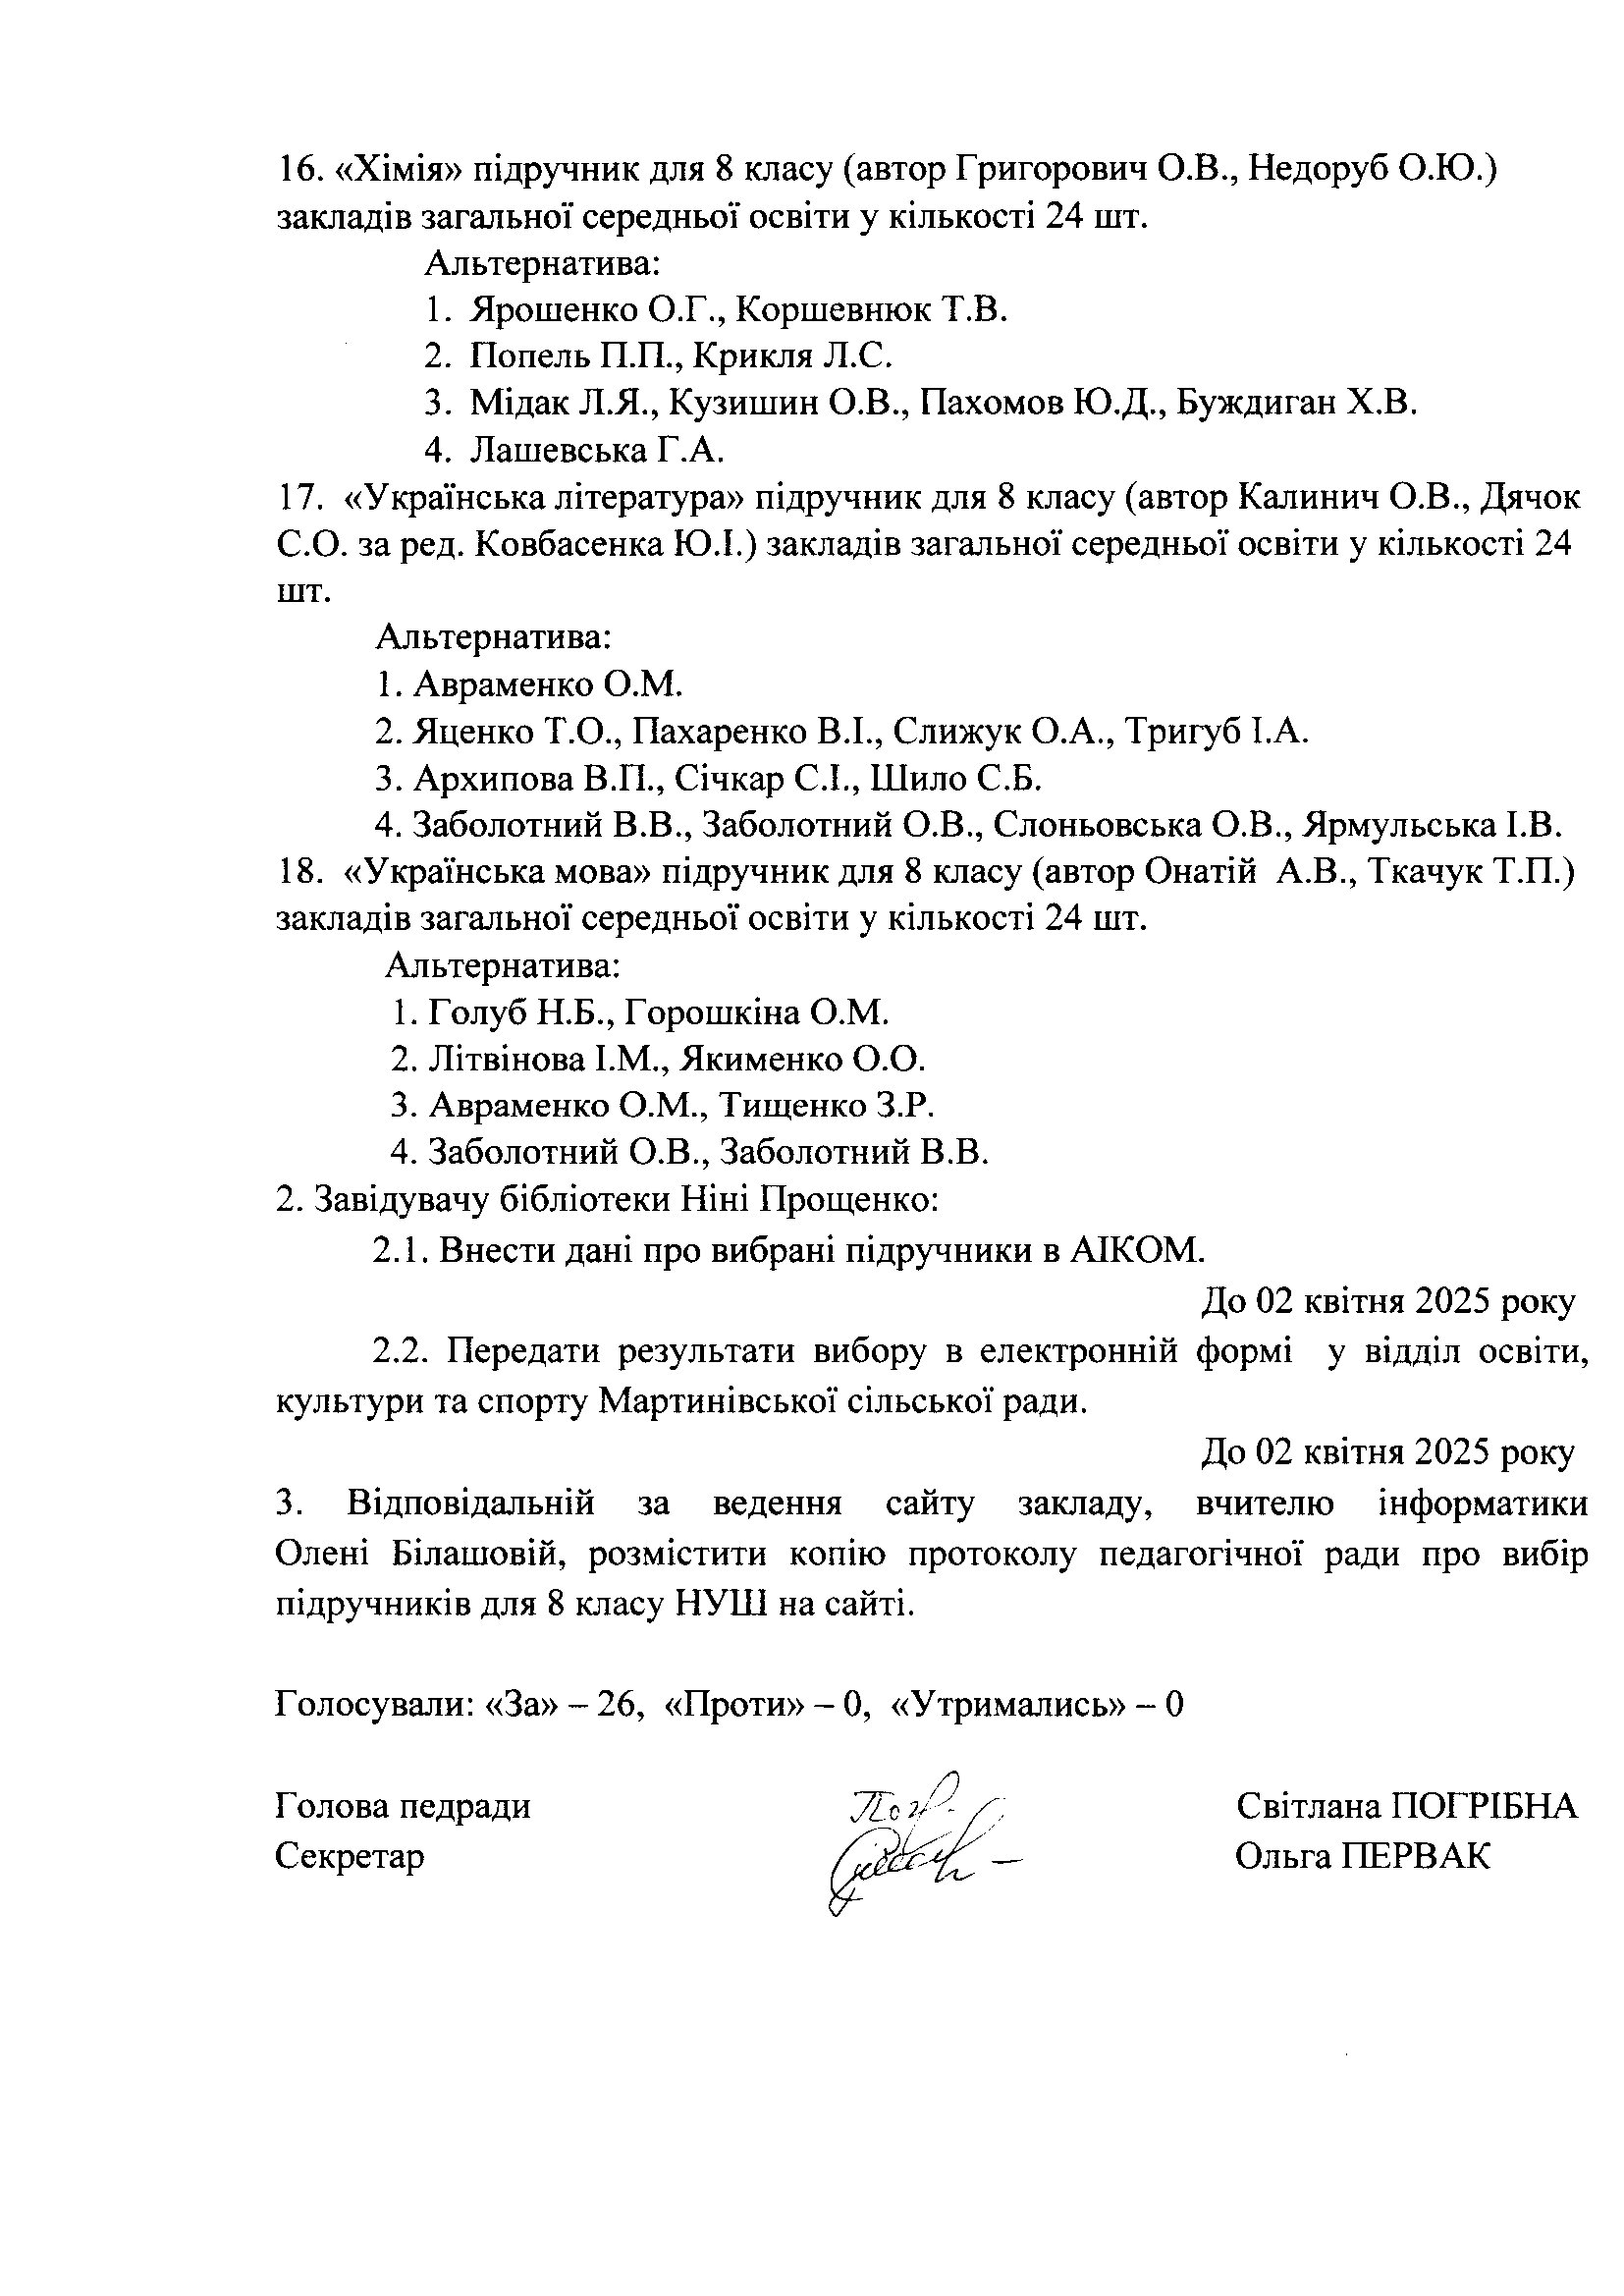 16. «Хімія» підручник для 8 класу (автор Григорович О.В., Недоруб О.Ю.)
закладів загальної середньої освіти у кількості 24 шт.
Альтернатива:
1. Ярошенко О.Г., Коршевнюк Т.В.
2. Попель П.П., Крикля Л.С.
3. Мідак Л.Я., Кузишин О.В., Пахомов Ю.Д., Буждиган Х.В.
4. Лашевська Г.А.
17. «Українська література» підручник для 8 класу (автор Калинич О.В., Дячок
С.О. за ред. Ковбасенка Ю.І.) закладів загальної середньої освіти у кількості 24
шт.
Альтернатива:
1. Авраменко О.М.
2. Яценко Т.О., Пахаренко В.І., Слижук О.А., Тригуб І.А.
3. Архипова В.П., Січкар С.І., Шило С.Б.
4. Заболотний В.В., Заболотний О.В., Слоньовська О.В., Ярмульська І.В.
18. «Українська мова» підручник для 8 класу (автор Онатій А.В., Ткачук Т.П.)
закладів загальної середньої освіти у кількості 24 шт.
Альтернатива:
1. Голуб Н.Б., Горошкіна О.М.
2. Літвінова І.М., Якименко О.О.
3. Авраменко О.М., Тищенко З.Р.
4. Заболотний О.В., Заболотний В.В.
2. Завідувачу бібліотеки Ніні Прощенко:
2.1. Внести дані про вибрані підручники в АІКОМ.
До 02 квітня 2025 року
2.2. Передати результати вибору в електронній формі у відділ освіти,
культури та спорту Мартинівської сільської ради.
До 02 квітня 2025 року
3. Відповідальній за ведення сайту закладу, вчителю інформатики
Олені Білашовій, розмістити копію протоколу педагогічної ради про вибір
підручників для 8 класу НУШ на сайті.
Голосували: «За» – 26, «Проти» – 0, «Утримались» – 0
Голова педради Світлана ПОГРІБНА
Секретар Ольга ПЕРВАК